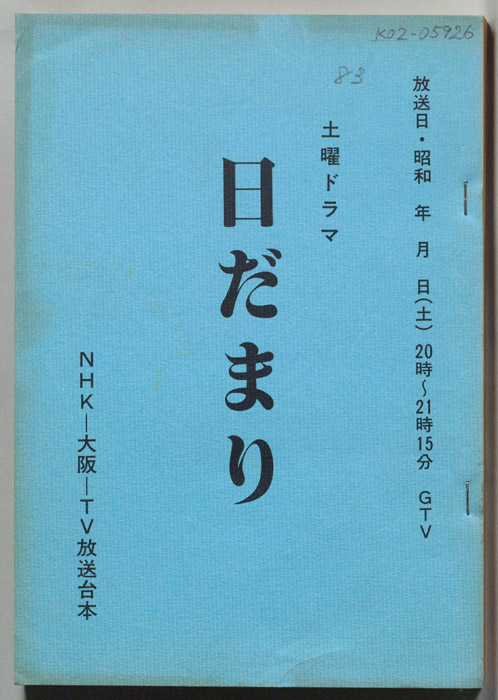 K02-05926
83
放送日・昭和　年　月　日(土) 20時〜21時15分　GTV
土曜ドラマ
日だまり
NHK―大阪―TV放送台本